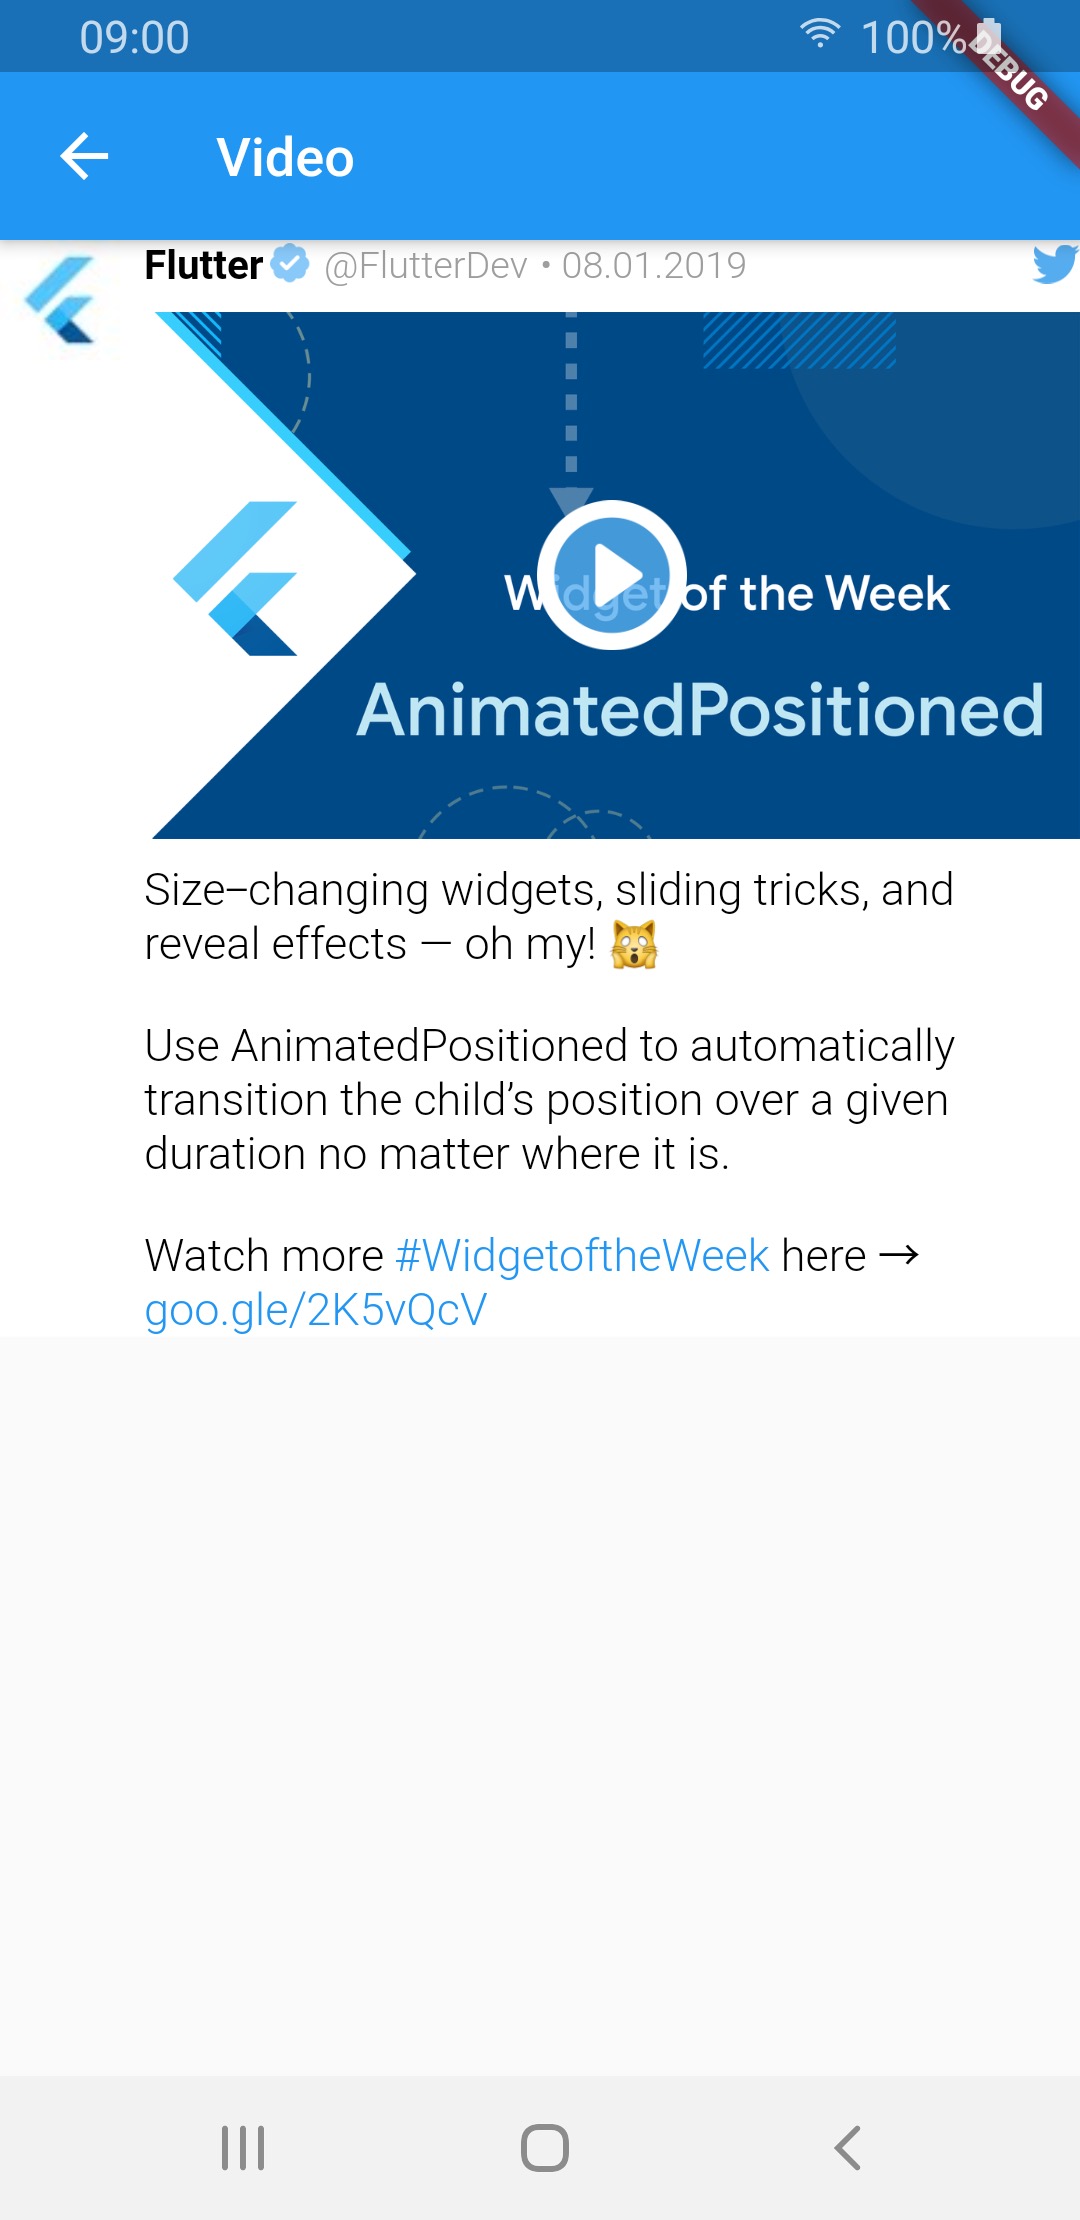 09:00
100%
DEBUG
Video
Flutter @FlutterDev • 08.01.2019
Widget of the Week
AnimatedPositioned
Size–changing widgets, sliding tricks, and
reveal effects — oh my! 🙀
Use AnimatedPositioned to automatically
transition the child’s position over a given
duration no matter where it is.
Watch more #WidgetoftheWeek here →
goo.gle/2K5vQcV